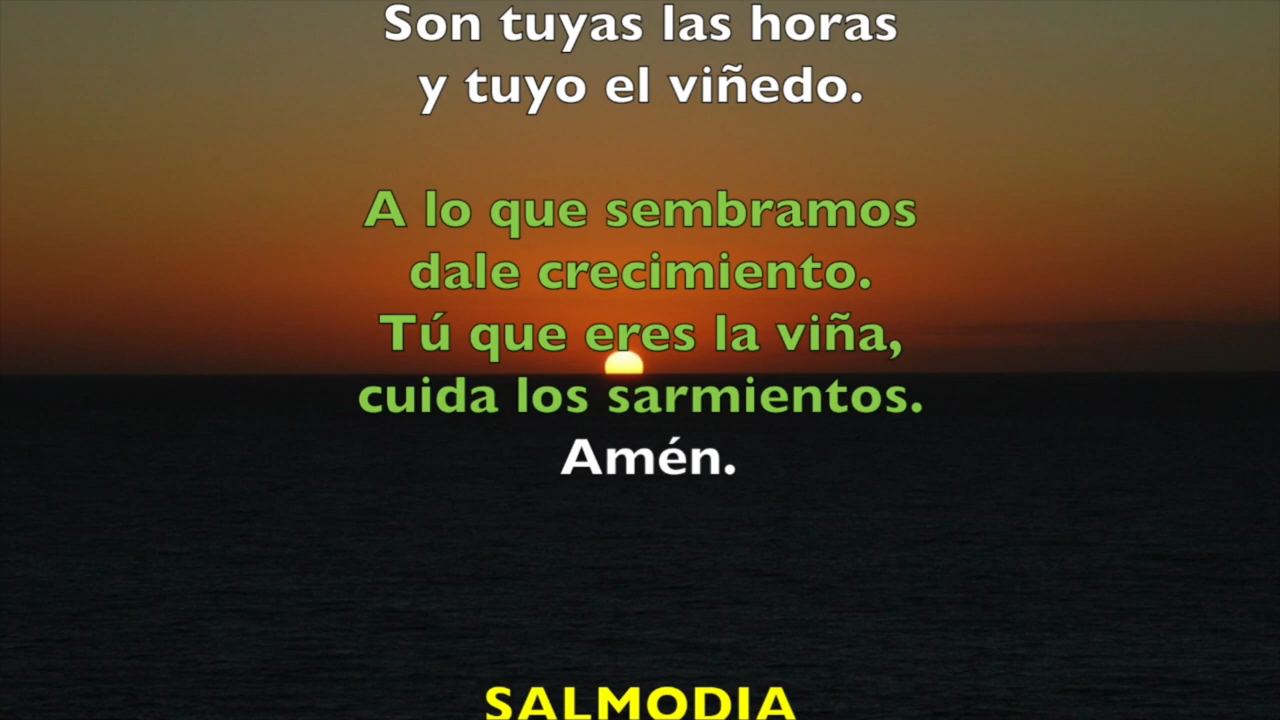 Son tuyas las horas
y tuyo el viñedo.
A lo que sembramos
dale crecimiento.
Tú que eres la viña,
cuida los sarmientos.
Amén.
SALMODIA